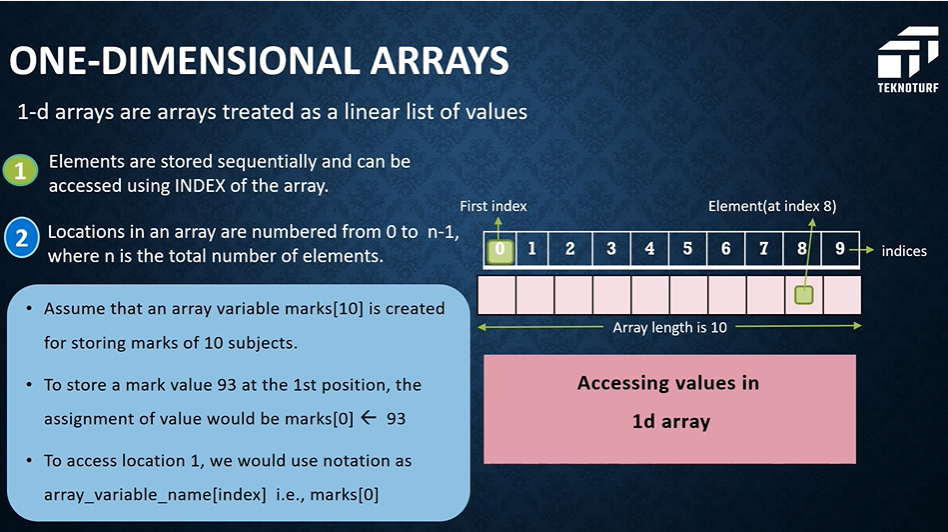 ONE-DIMENSIONAL ARRAYS
TEKNOTURF
1-d arrays are arrays treated as a linear list of values
1
Elements are stored sequentially and can be
accessed using INDEX of the array.
2
Locations in an array are numbered from 0 to n-1,
where n is the total number of elements.
• Assume that an array variable marks[10] is created
for storing marks of 10 subjects.
• To store a mark value 93 at the 1st position, the
assignment of value would be marks[0] ← 93
• To access location 1, we would use notation as
array_variable_name[index] i.e., marks[0]
First index
Element(at index 8)
0 1 2 3 4 5 6 7 8 9
indices
Array length is 10
Accessing values in
1d array